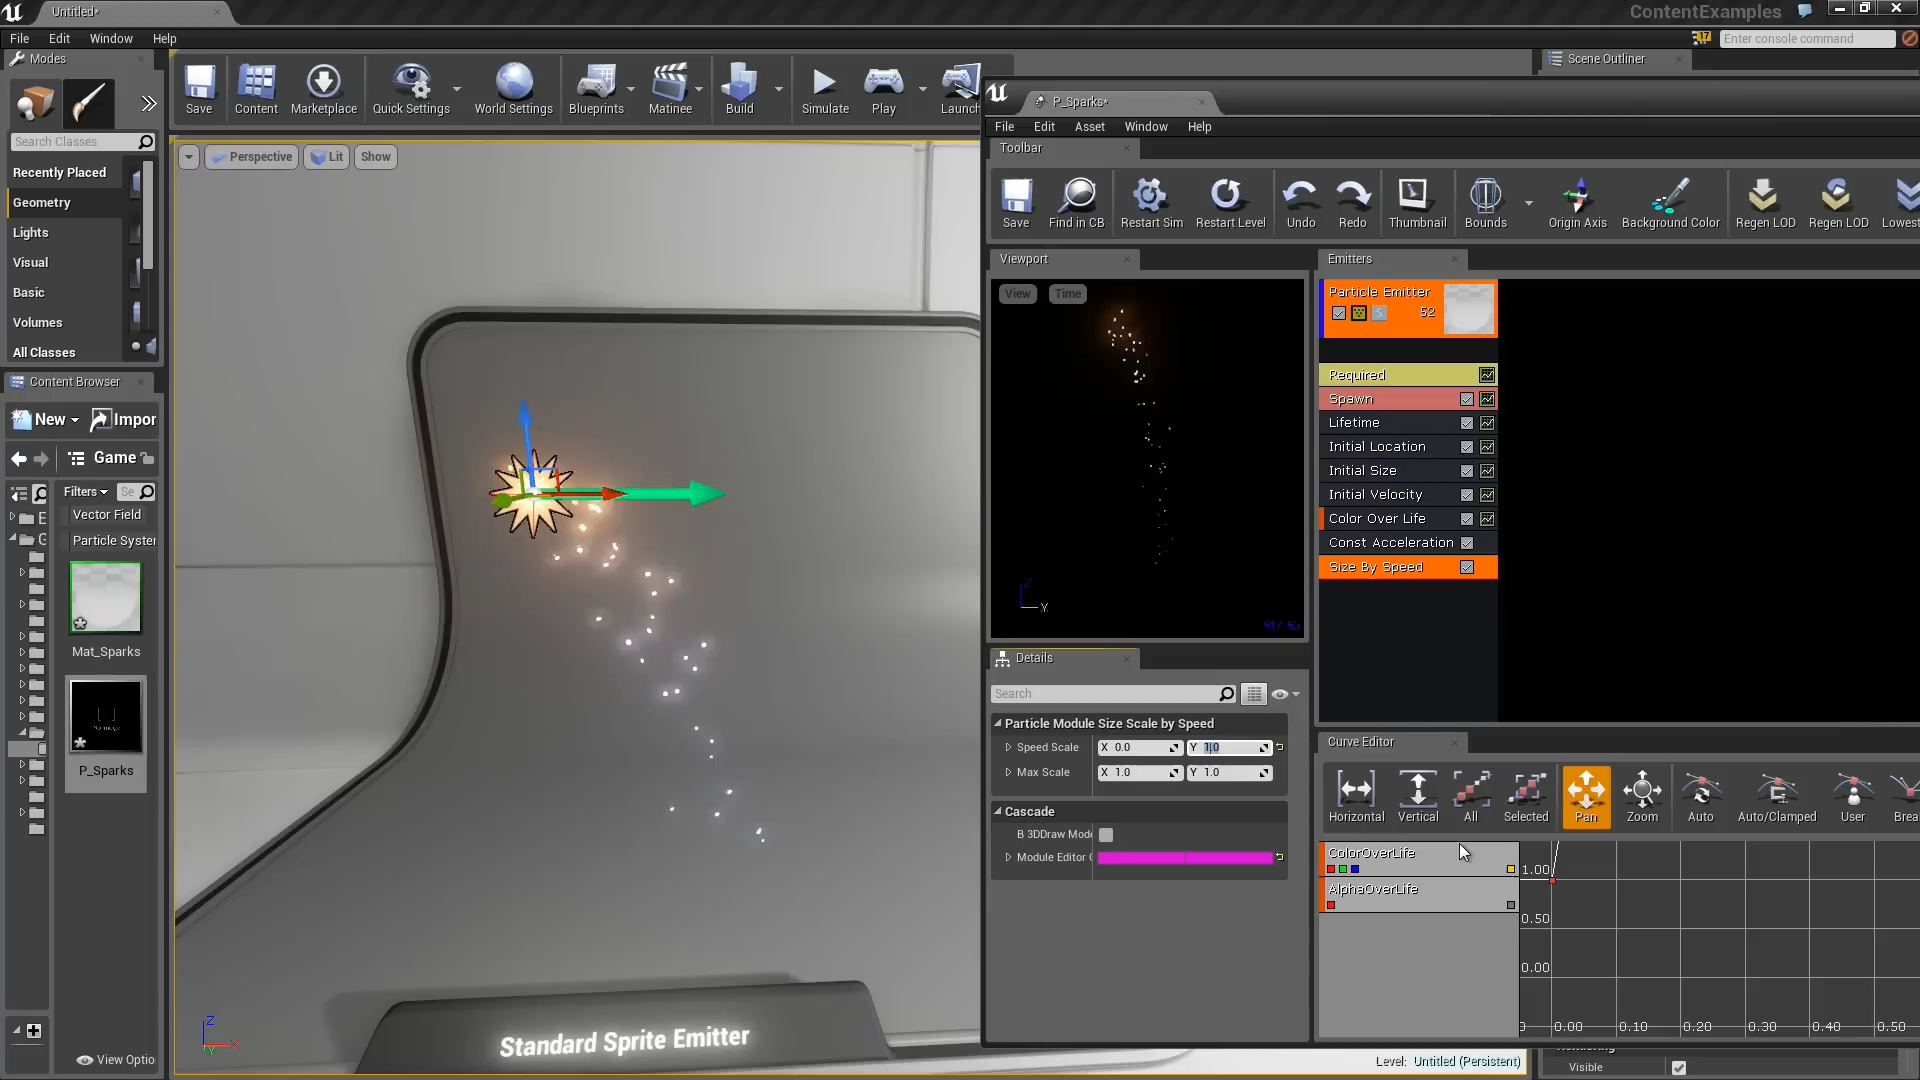 Untitled*
ContentExamples
File Edit Window Help
17
Enter console command
Modes
Search Classes
Recently Placed
Geometry
Lights
Visual
Basic
Volumes
All Classes
Content Browser
New
Impor
Game
Filters
Se
Vector Field
Particle Syster
Mat_Sparks
P_Sparks
View Optio
Save
Content
Marketplace
Quick Settings
World Settings
Blueprints
Matinee
Build
Simulate
Play
Launch
Perspective
Lit
Show
Standard Sprite Emitter
Z
X
Y
Level: Untitled (Persistent)
Scene Outliner
Visible
P_Sparks*
File Edit Asset Window Help
Toolbar
Save
Find in CB
Restart Sim
Restart Level
Undo
Redo
Thumbnail
Bounds
Origin Axis
Background Color
Regen LOD
Regen LOD
Lowest
Viewport
View
Time
Z
Y
Emitters
Particle Emitter
S
52
Required
Spawn
Lifetime
Initial Location
Initial Size
Initial Velocity
Color Over Life
Const Acceleration
Size By Speed
Details
Search
Particle Module Size Scale by Speed
Speed Scale X 0.0 Y 1.0
Max Scale X 1.0 Y 1.0
Cascade
B 3DDraw Mode
Module Editor C
Curve Editor
Horizontal
Vertical
All
Selected
Pan
Zoom
Auto
Auto/Clamped
User
Brea
ColorOverLife
AlphaOverLife
1.00
0.50
0.00
0.00 0.10 0.20 0.30 0.40 0.50